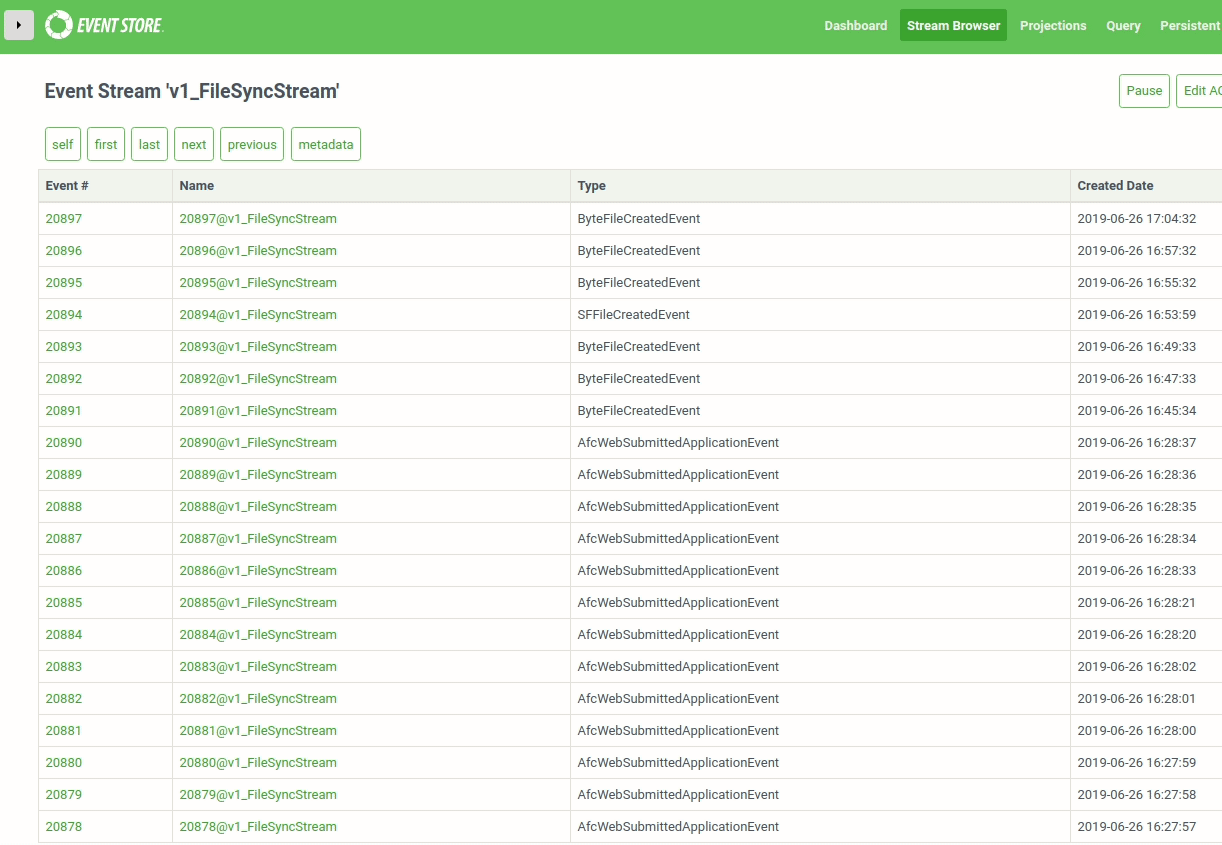 EVENT STORE
Dashboard Stream Browser Projections Query Persistent
Event Stream 'v1_FileSyncStream'
Pause Edit AC
self first last next previous metadata
Event # Name Type Created Date
20897 20897@v1_FileSyncStream ByteFileCreatedEvent 2019-06-26 17:04:32
20896 20896@v1_FileSyncStream ByteFileCreatedEvent 2019-06-26 16:57:32
20895 20895@v1_FileSyncStream ByteFileCreatedEvent 2019-06-26 16:55:32
20894 20894@v1_FileSyncStream SFFileCreatedEvent 2019-06-26 16:53:59
20893 20893@v1_FileSyncStream ByteFileCreatedEvent 2019-06-26 16:49:33
20892 20892@v1_FileSyncStream ByteFileCreatedEvent 2019-06-26 16:47:33
20891 20891@v1_FileSyncStream ByteFileCreatedEvent 2019-06-26 16:45:34
20890 20890@v1_FileSyncStream AfcWebSubmittedApplicationEvent 2019-06-26 16:28:37
20889 20889@v1_FileSyncStream AfcWebSubmittedApplicationEvent 2019-06-26 16:28:36
20888 20888@v1_FileSyncStream AfcWebSubmittedApplicationEvent 2019-06-26 16:28:35
20887 20887@v1_FileSyncStream AfcWebSubmittedApplicationEvent 2019-06-26 16:28:34
20886 20886@v1_FileSyncStream AfcWebSubmittedApplicationEvent 2019-06-26 16:28:33
20885 20885@v1_FileSyncStream AfcWebSubmittedApplicationEvent 2019-06-26 16:28:21
20884 20884@v1_FileSyncStream AfcWebSubmittedApplicationEvent 2019-06-26 16:28:20
20883 20883@v1_FileSyncStream AfcWebSubmittedApplicationEvent 2019-06-26 16:28:02
20882 20882@v1_FileSyncStream AfcWebSubmittedApplicationEvent 2019-06-26 16:28:01
20881 20881@v1_FileSyncStream AfcWebSubmittedApplicationEvent 2019-06-26 16:28:00
20880 20880@v1_FileSyncStream AfcWebSubmittedApplicationEvent 2019-06-26 16:27:59
20879 20879@v1_FileSyncStream AfcWebSubmittedApplicationEvent 2019-06-26 16:27:58
20878 20878@v1_FileSyncStream AfcWebSubmittedApplicationEvent 2019-06-26 16:27:57